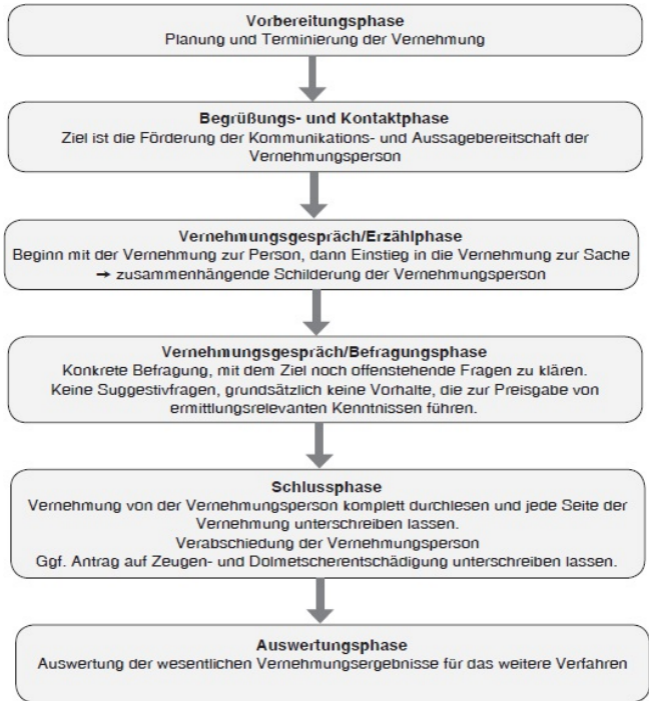 Vorbereitungsphase
Planung und Terminierung der Vernehmung
Begrüßungs- und Kontaktphase
Ziel ist die Förderung der Kommunikations- und Aussagebereitschaft der
Vernehmungsperson
Vernehmungsgespräch/Erzählphase
Beginn mit der Vernehmung zur Person, dann Einstieg in die Vernehmung zur Sache
→ zusammenhängende Schilderung der Vernehmungsperson
Vernehmungsgespräch/Befragungsphase
Konkrete Befragung, mit dem Ziel noch offenstehende Fragen zu klären.
Keine Suggestivfragen, grundsätzlich keine Vorhalte, die zur Preisgabe von
ermittlungsrelevanten Kenntnissen führen.
Schlussphase
Vernehmung von der Vernehmungsperson komplett durchlesen und jede Seite der
Vernehmung unterschreiben lassen.
Verabschiedung der Vernehmungsperson
Ggf. Antrag auf Zeugen- und Dolmetscherentschädigung unterschreiben lassen.
Auswertungsphase
Auswertung der wesentlichen Vernehmungsergebnisse für das weitere Verfahren